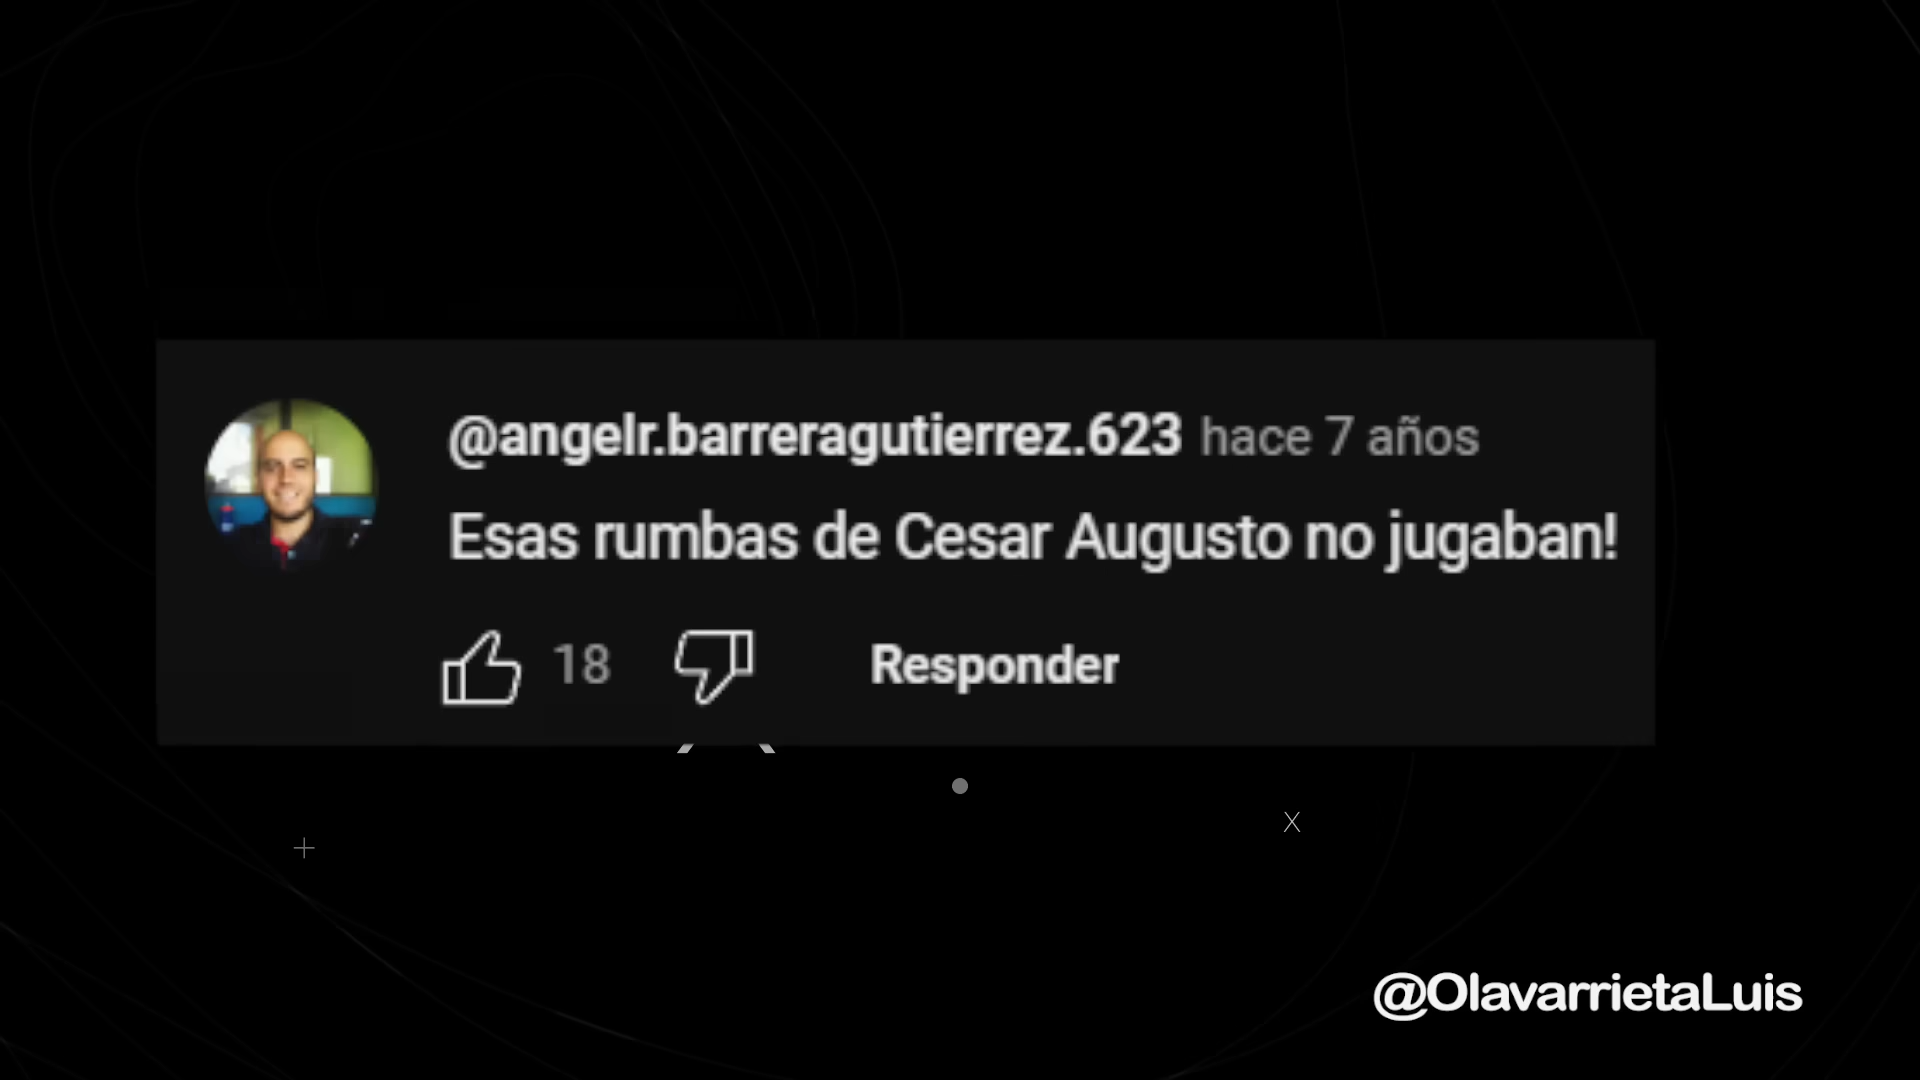 @angelr.barreragutierrez.623 hace 7 años
Esas rumbas de Cesar Augusto no jugaban!
18 Responder
@OlavarrietaLuis